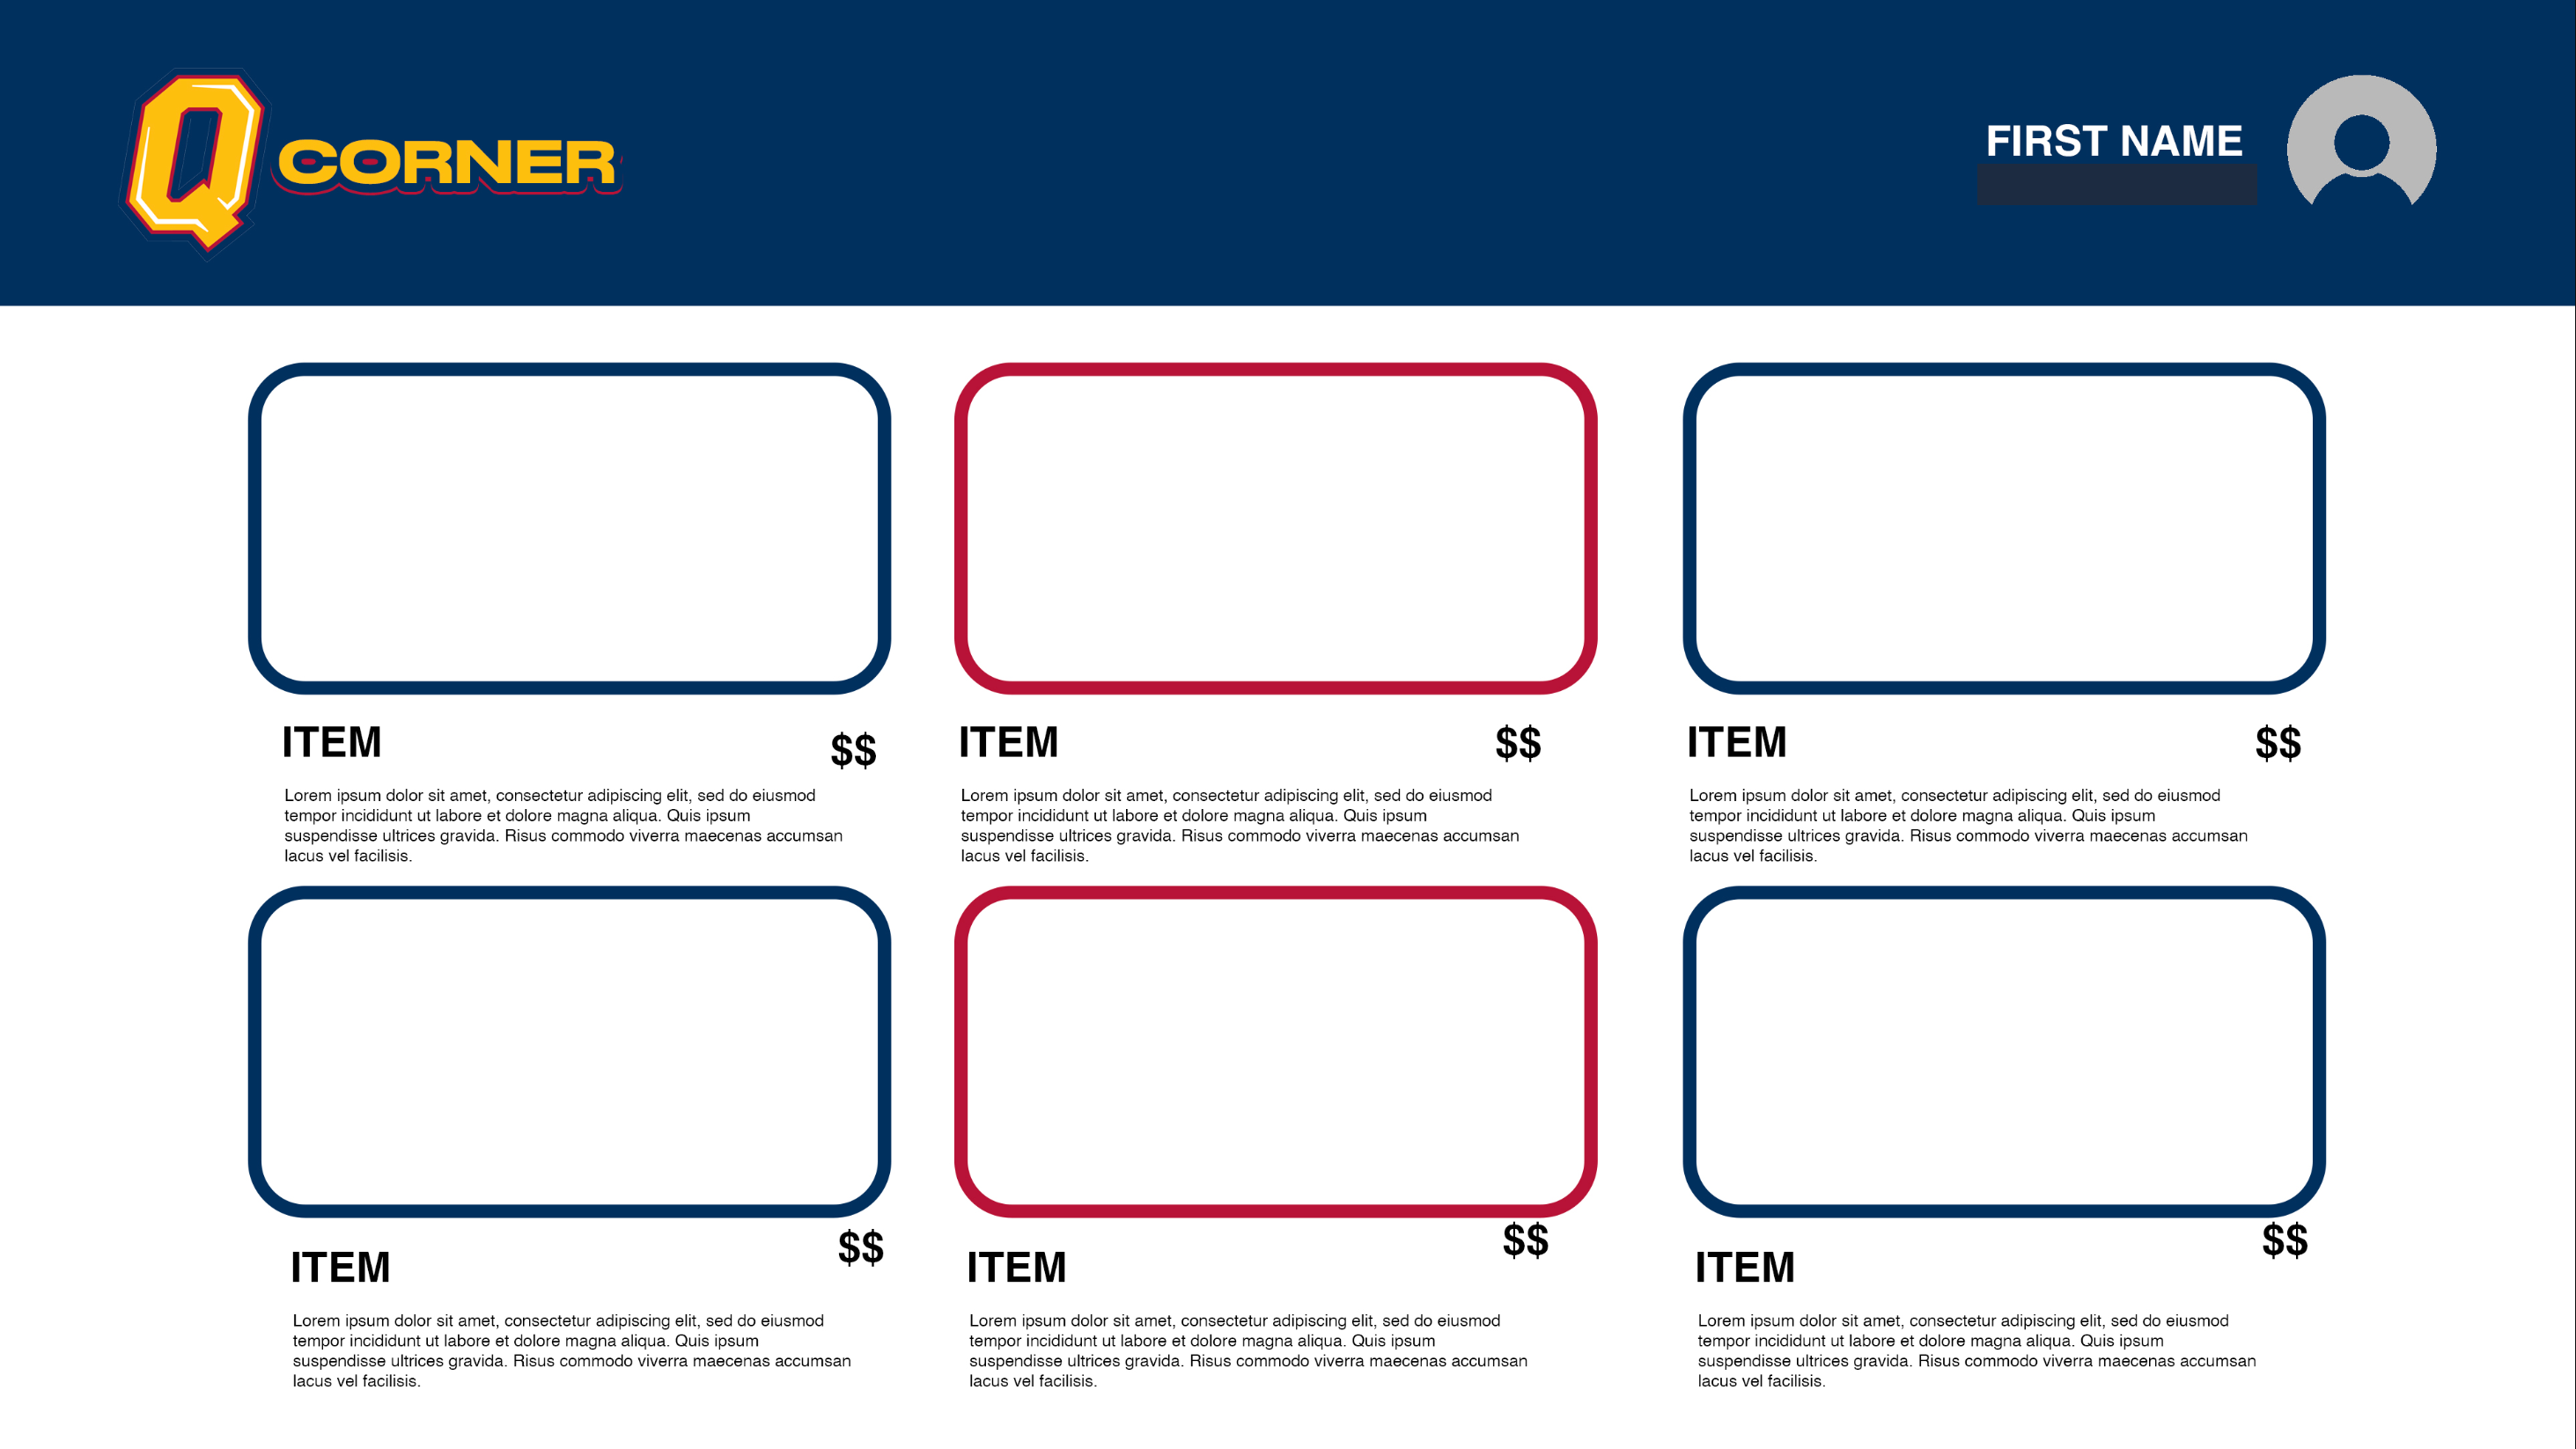 Q CORNER
FIRST NAME
ITEM $$
Lorem ipsum dolor sit amet, consectetur adipiscing elit, sed do eiusmod
tempor incididunt ut labore et dolore magna aliqua. Quis ipsum
suspendisse ultrices gravida. Risus commodo viverra maecenas accumsan
lacus vel facilisis.
ITEM $$
Lorem ipsum dolor sit amet, consectetur adipiscing elit, sed do eiusmod
tempor incididunt ut labore et dolore magna aliqua. Quis ipsum
suspendisse ultrices gravida. Risus commodo viverra maecenas accumsan
lacus vel facilisis.
ITEM $$
Lorem ipsum dolor sit amet, consectetur adipiscing elit, sed do eiusmod
tempor incididunt ut labore et dolore magna aliqua. Quis ipsum
suspendisse ultrices gravida. Risus commodo viverra maecenas accumsan
lacus vel facilisis.
ITEM $$
Lorem ipsum dolor sit amet, consectetur adipiscing elit, sed do eiusmod
tempor incididunt ut labore et dolore magna aliqua. Quis ipsum
suspendisse ultrices gravida. Risus commodo viverra maecenas accumsan
lacus vel facilisis.
ITEM $$
Lorem ipsum dolor sit amet, consectetur adipiscing elit, sed do eiusmod
tempor incididunt ut labore et dolore magna aliqua. Quis ipsum
suspendisse ultrices gravida. Risus commodo viverra maecenas accumsan
lacus vel facilisis.
ITEM $$
Lorem ipsum dolor sit amet, consectetur adipiscing elit, sed do eiusmod
tempor incididunt ut labore et dolore magna aliqua. Quis ipsum
suspendisse ultrices gravida. Risus commodo viverra maecenas accumsan
lacus vel facilisis.